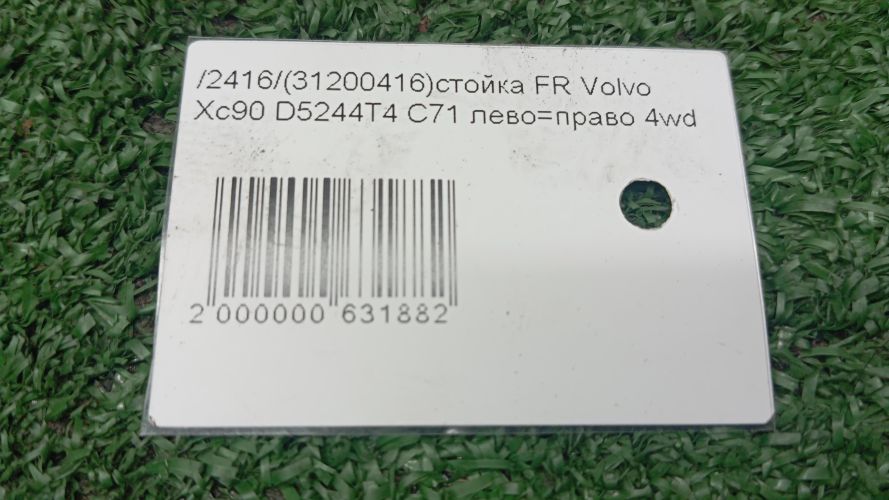 /2416/(31200416)стойка FR Volvo
Xc90 D5244T4 C71 лево=право 4wd
2 000000 631882